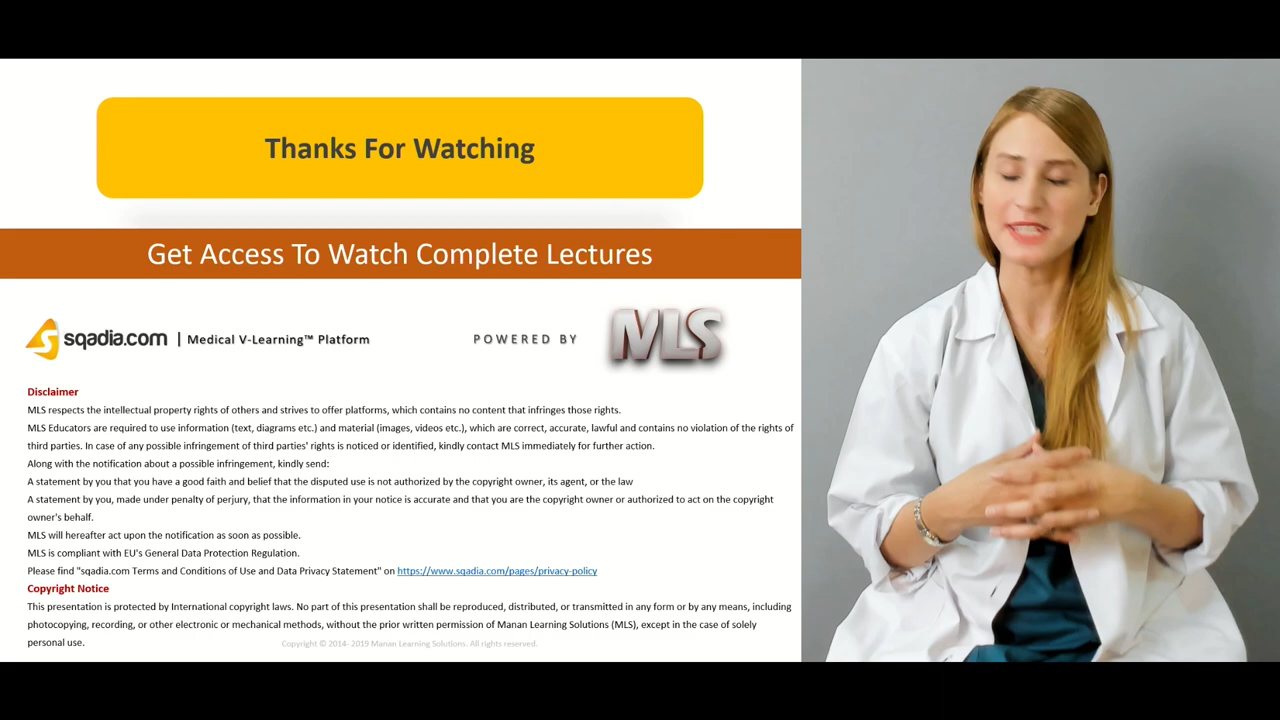 Thanks For Watching
Get Access To Watch Complete Lectures
sqadia.com | Medical V-Learning™ Platform
POWERED BY MLS
Disclaimer
MLS respects the intellectual property rights of others and strives to offer platforms, which contains no content that infringes those rights.
MLS Educators are required to use information (text, diagrams etc.) and material (images, videos etc.), which are correct, accurate, lawful and contains no violation of the rights of
third parties. In case of any possible infringement of third parties' rights is noticed or identified, kindly contact MLS immediately for further action.
Along with the notification about a possible infringement, kindly send:
A statement by you that you have a good faith and belief that the disputed use is not authorized by the copyright owner, its agent, or the law
A statement by you, made under penalty of perjury, that the information in your notice is accurate and that you are the copyright owner or authorized to act on the copyright
owner's behalf.
MLS will hereafter act upon the notification as soon as possible.
MLS is compliant with EU's General Data Protection Regulation.
Please find "sqadia.com Terms and Conditions of Use and Data Privacy Statement" on https://www.sqadia.com/pages/privacy-policy
Copyright Notice
This presentation is protected by International copyright laws. No part of this presentation shall be reproduced, distributed, or transmitted in any form or by any means, including
photocopying, recording, or other electronic or mechanical methods, without the prior written permission of Manan Learning Solutions (MLS), except in the case of solely
personal use.
Copyright © 2014- 2019 Manan Learning Solutions. All rights reserved.